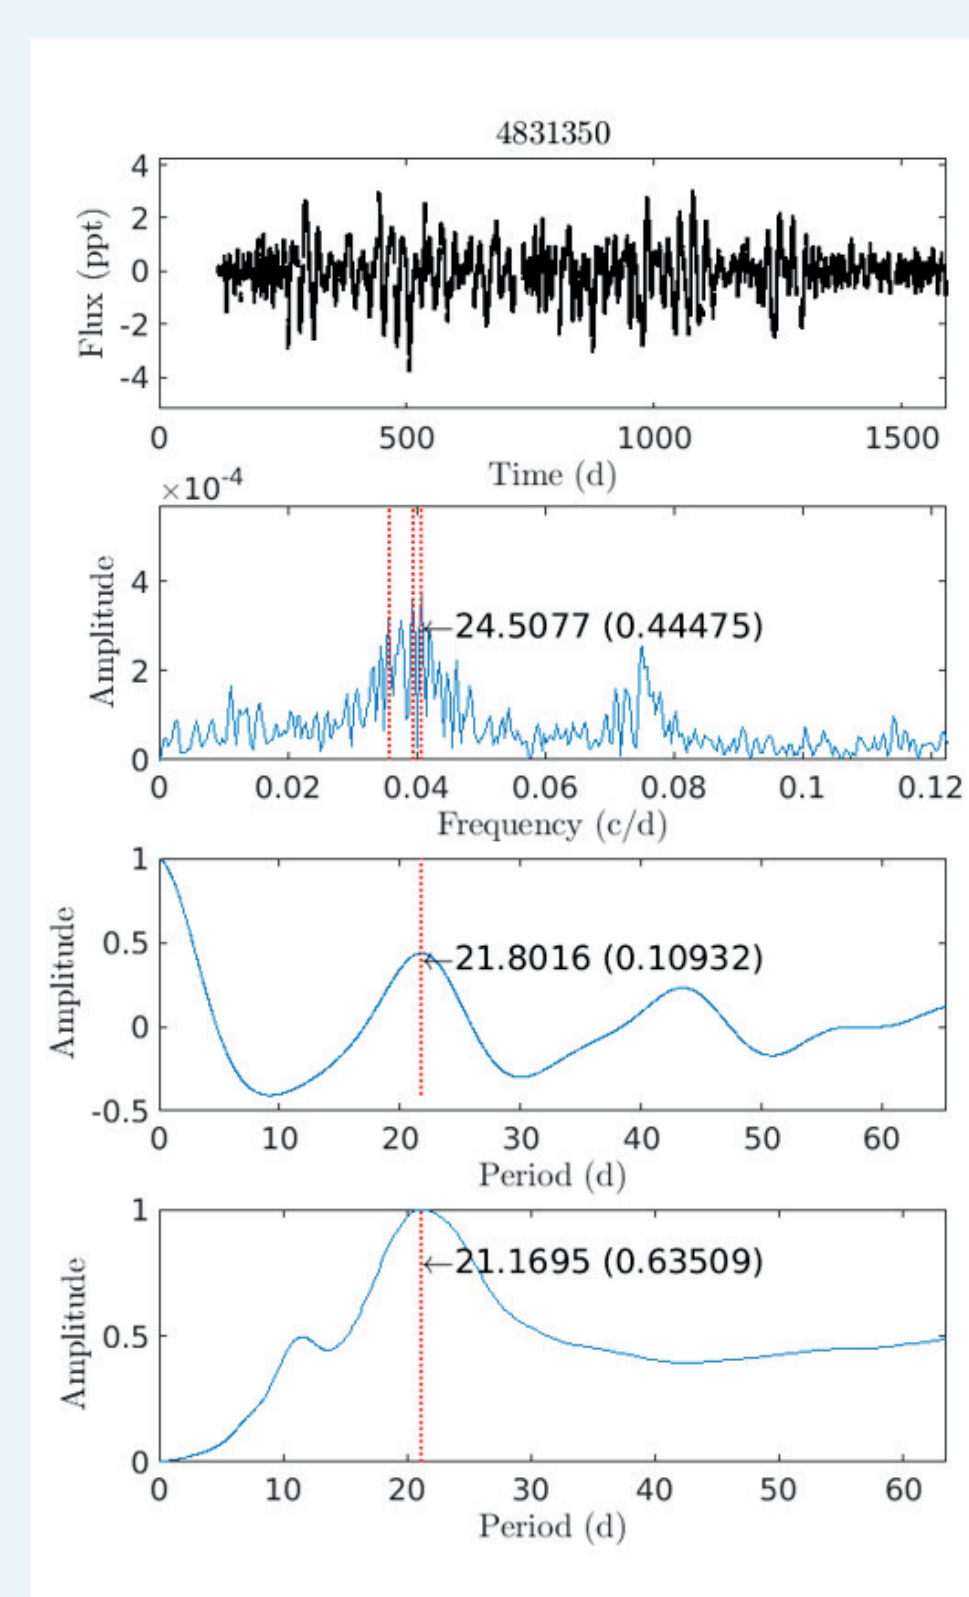 4831350
4
2
0
-2
-4
Flux (ppt)
0 500 1000 1500
Time (d)
×10-4
4
2
0
Amplitude
←24.5077 (0.44475)
0 0.02 0.04 0.06 0.08 0.1 0.12
Frequency (c/d)
1
0.5
0
-0.5
Amplitude
←21.8016 (0.10932)
0 10 20 30 40 50 60
Period (d)
1
0.5
0
Amplitude
←21.1695 (0.63509)
0 10 20 30 40 50 60
Period (d)